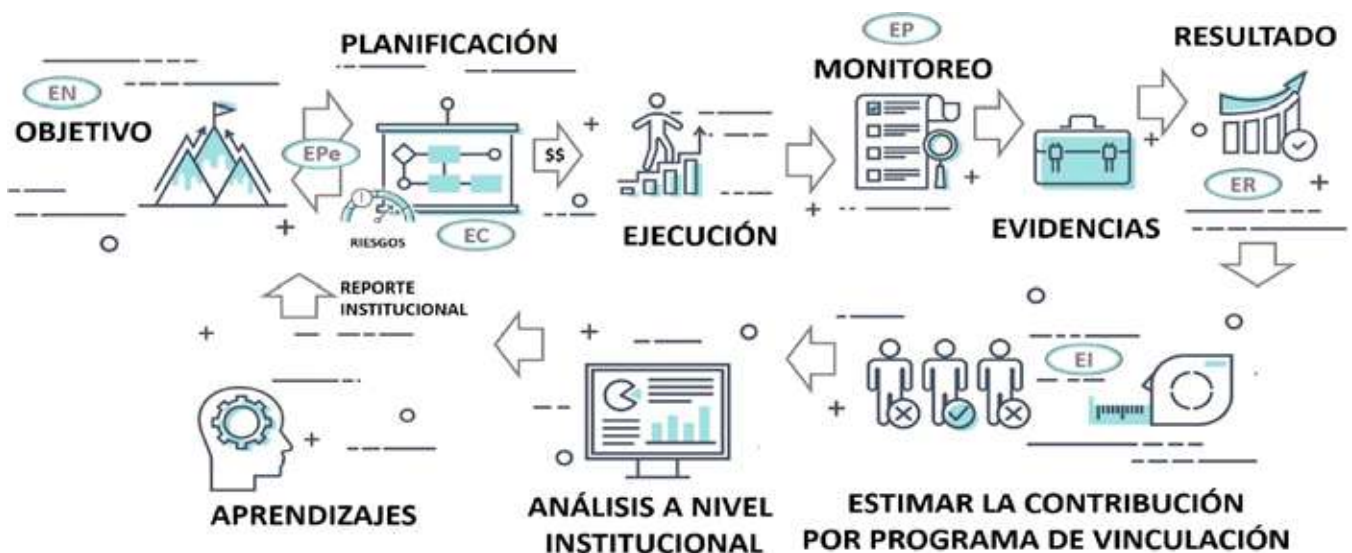 EN
OBJETIVO
PLANIFICACIÓN
EPe
RIESGOS
EC
$$
EJECUCIÓN
EP
MONITOREO
EVIDENCIAS
RESULTADO
ER
EI
ESTIMAR LA CONTRIBUCIÓN
POR PROGRAMA DE VINCULACIÓN
ANÁLISIS A NIVEL
INSTITUCIONAL
APRENDIZAJES
REPORTE
INSTITUCIONAL